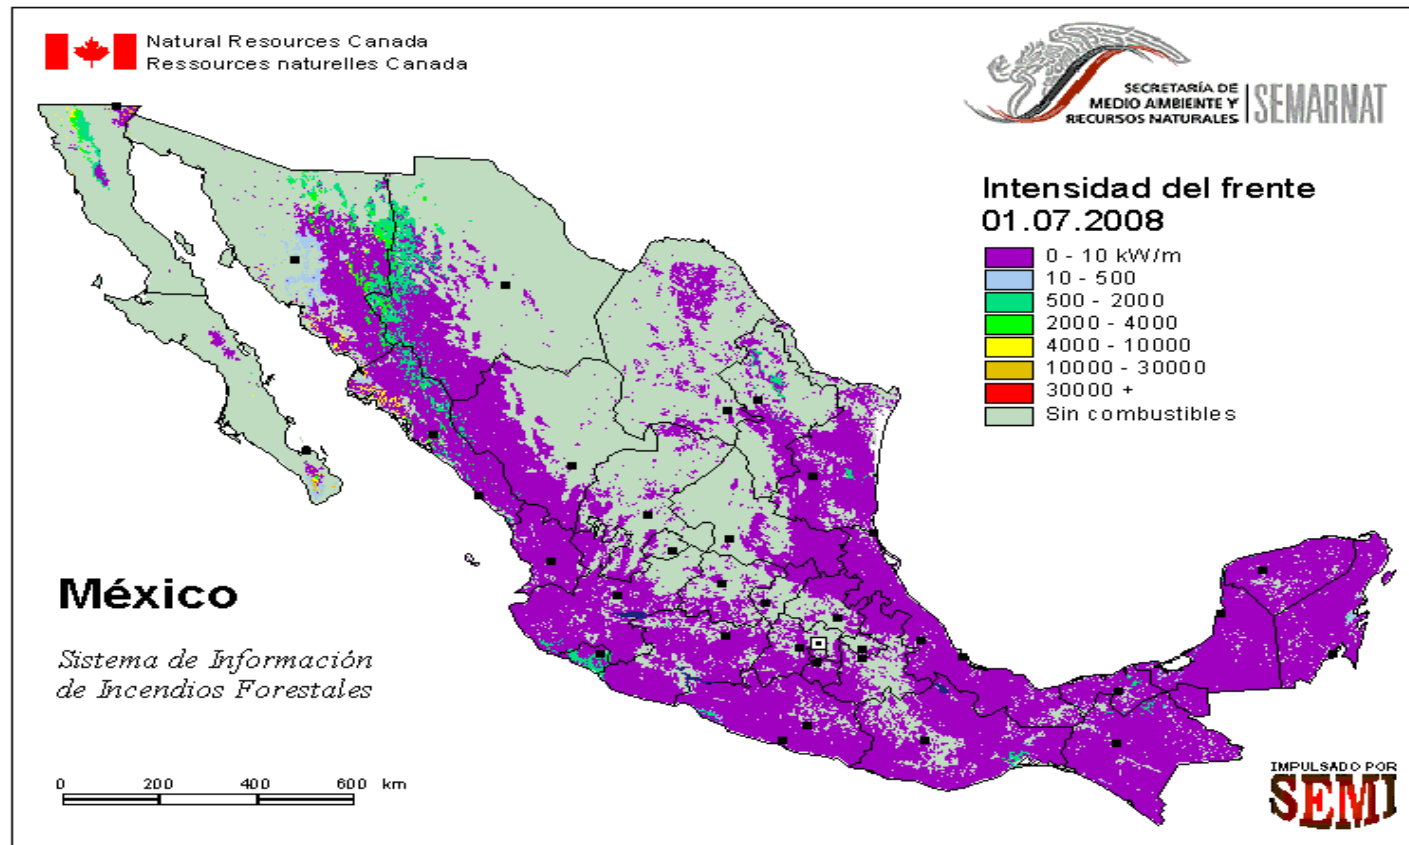 Natural Resources Canada
Ressources naturelles Canada
SECRETARÍA DE
MEDIO AMBIENTE Y
RECURSOS NATURALES
SEMARNAT
Intensidad del frente
01.07.2008
0 - 10 kW/m
10 - 500
500 - 2000
2000 - 4000
4000 - 10000
10000 - 30000
30000 +
Sin combustibles
México
Sistema de Información
de Incendios Forestales
0 200 400 600 km
IMPULSADO POR
SEMI